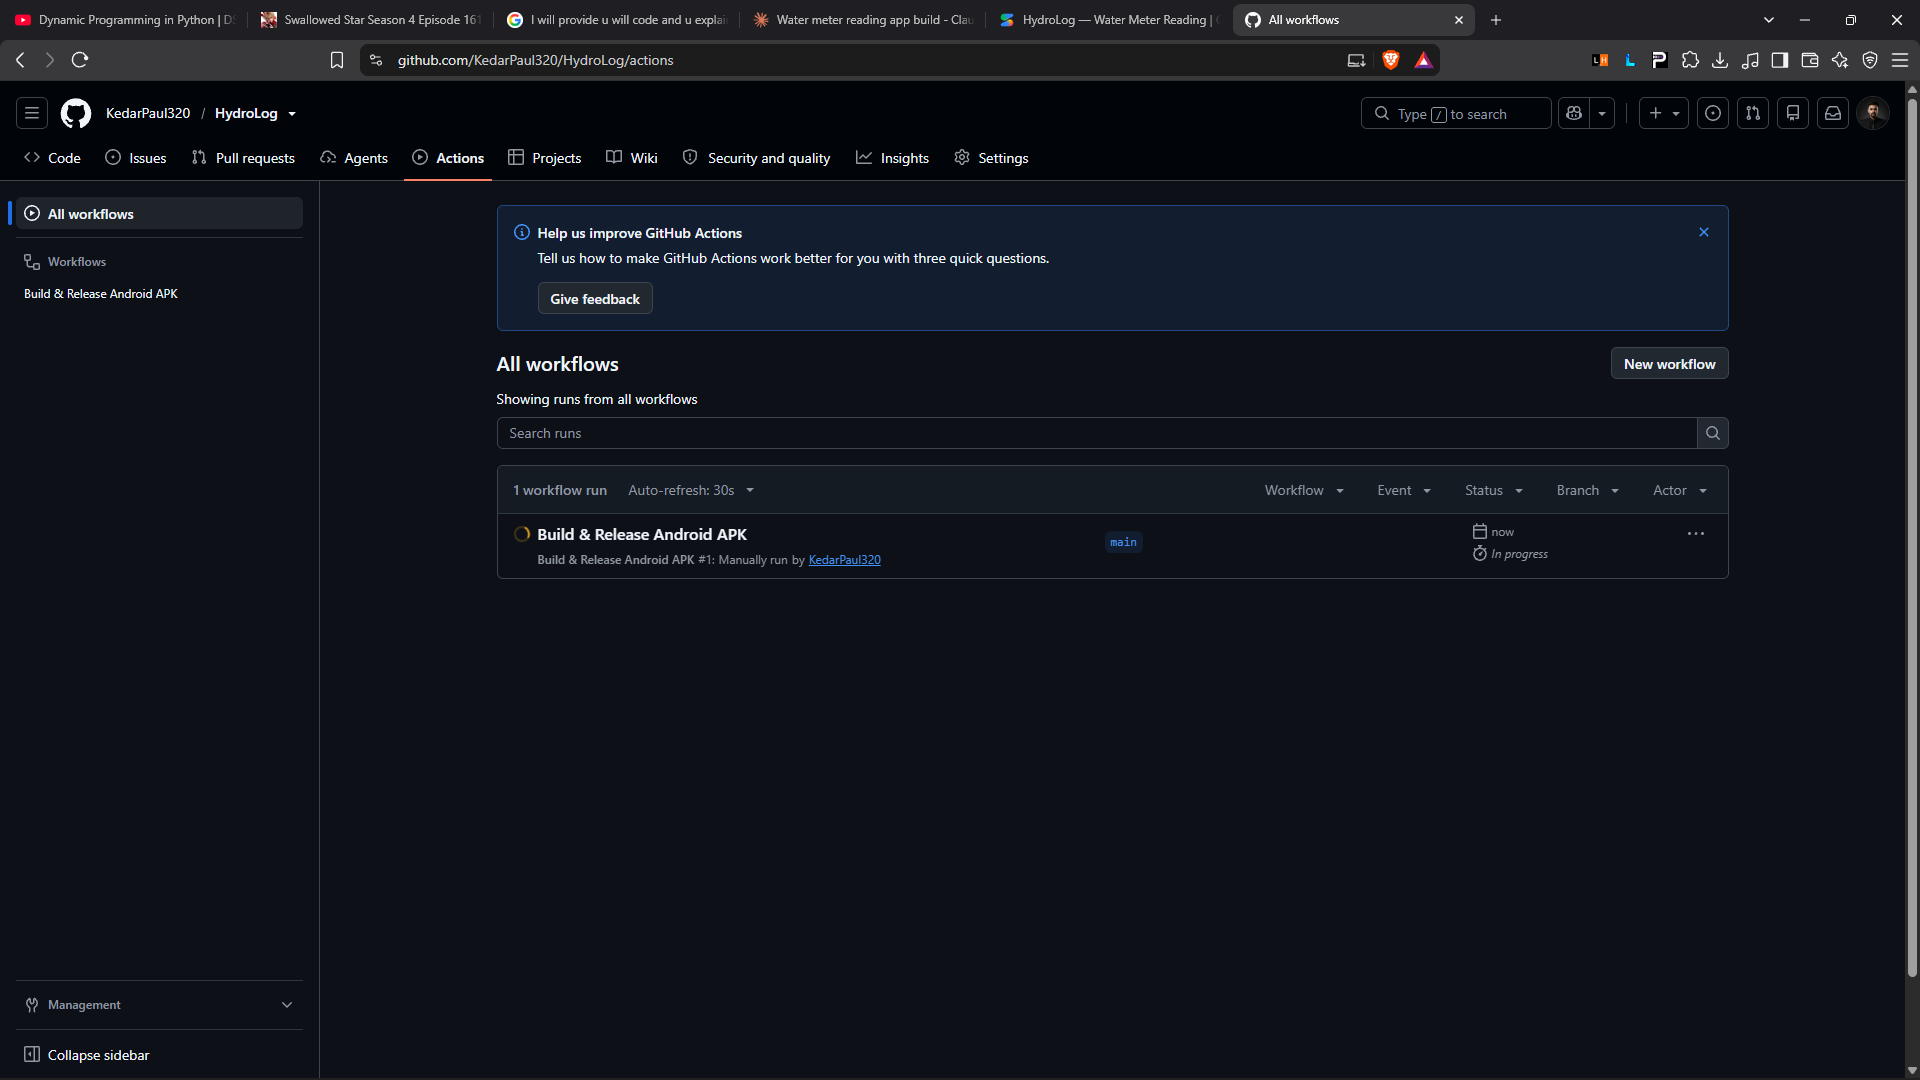 Dynamic Programming in Python | DS
Swallowed Star Season 4 Episode 161
I will provide u will code and u explai
Water meter reading app build - Clau
HydroLog — Water Meter Reading |
All workflows
github.com/KedarPaul320/HydroLog/actions
KedarPaul320 / HydroLog
Type / to search
Code
Issues
Pull requests
Agents
Actions
Projects
Wiki
Security and quality
Insights
Settings
All workflows
Workflows
Build & Release Android APK
Help us improve GitHub Actions
Tell us how to make GitHub Actions work better for you with three quick questions.
Give feedback
All workflows
New workflow
Showing runs from all workflows
Search runs
1 workflow run
Auto-refresh: 30s
Workflow
Event
Status
Branch
Actor
Build & Release Android APK
Build & Release Android APK #1: Manually run by KedarPaul320
main
now
In progress
Management
Collapse sidebar